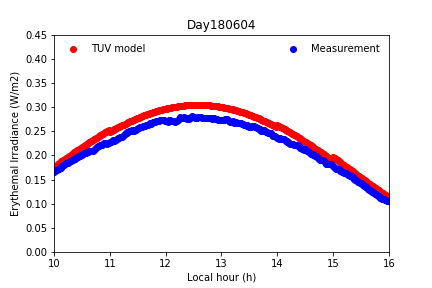 Day180604
TUV model
Measurement
0.45
0.40
0.35
0.30
0.25
0.20
0.15
0.10
0.05
0.00
Erythemal Irradiance (W/m2)
10 11 12 13 14 15 16
Local hour (h)